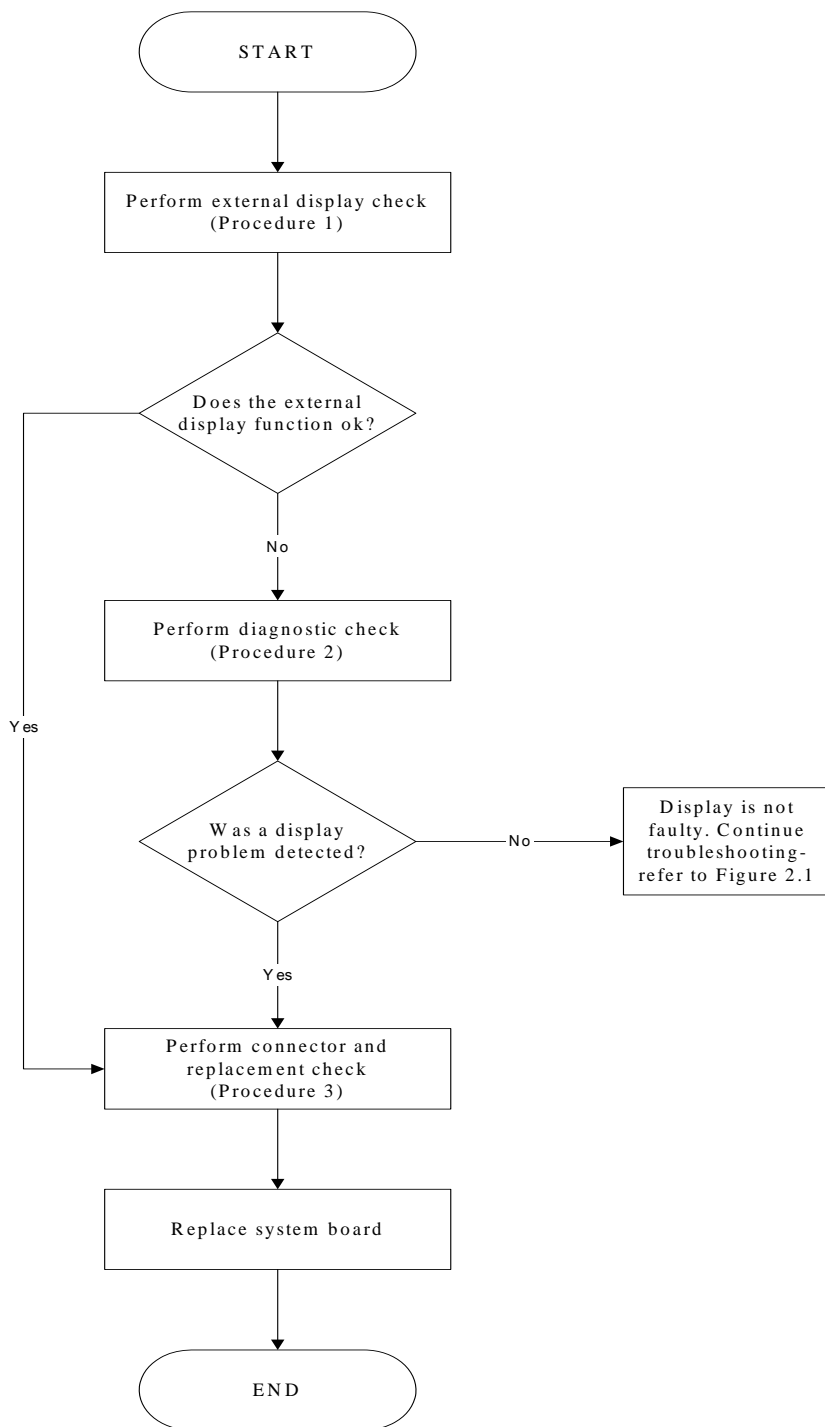 START
Perform external display check
(Procedure 1)
Does the external
display function ok?
No
Yes
Perform diagnostic check
(Procedure 2)
Was a display
problem detected?
No
Display is not
faulty. Continue
troubleshooting-
refer to Figure 2.1
Yes
Perform connector and
replacement check
(Procedure 3)
Replace system board
END